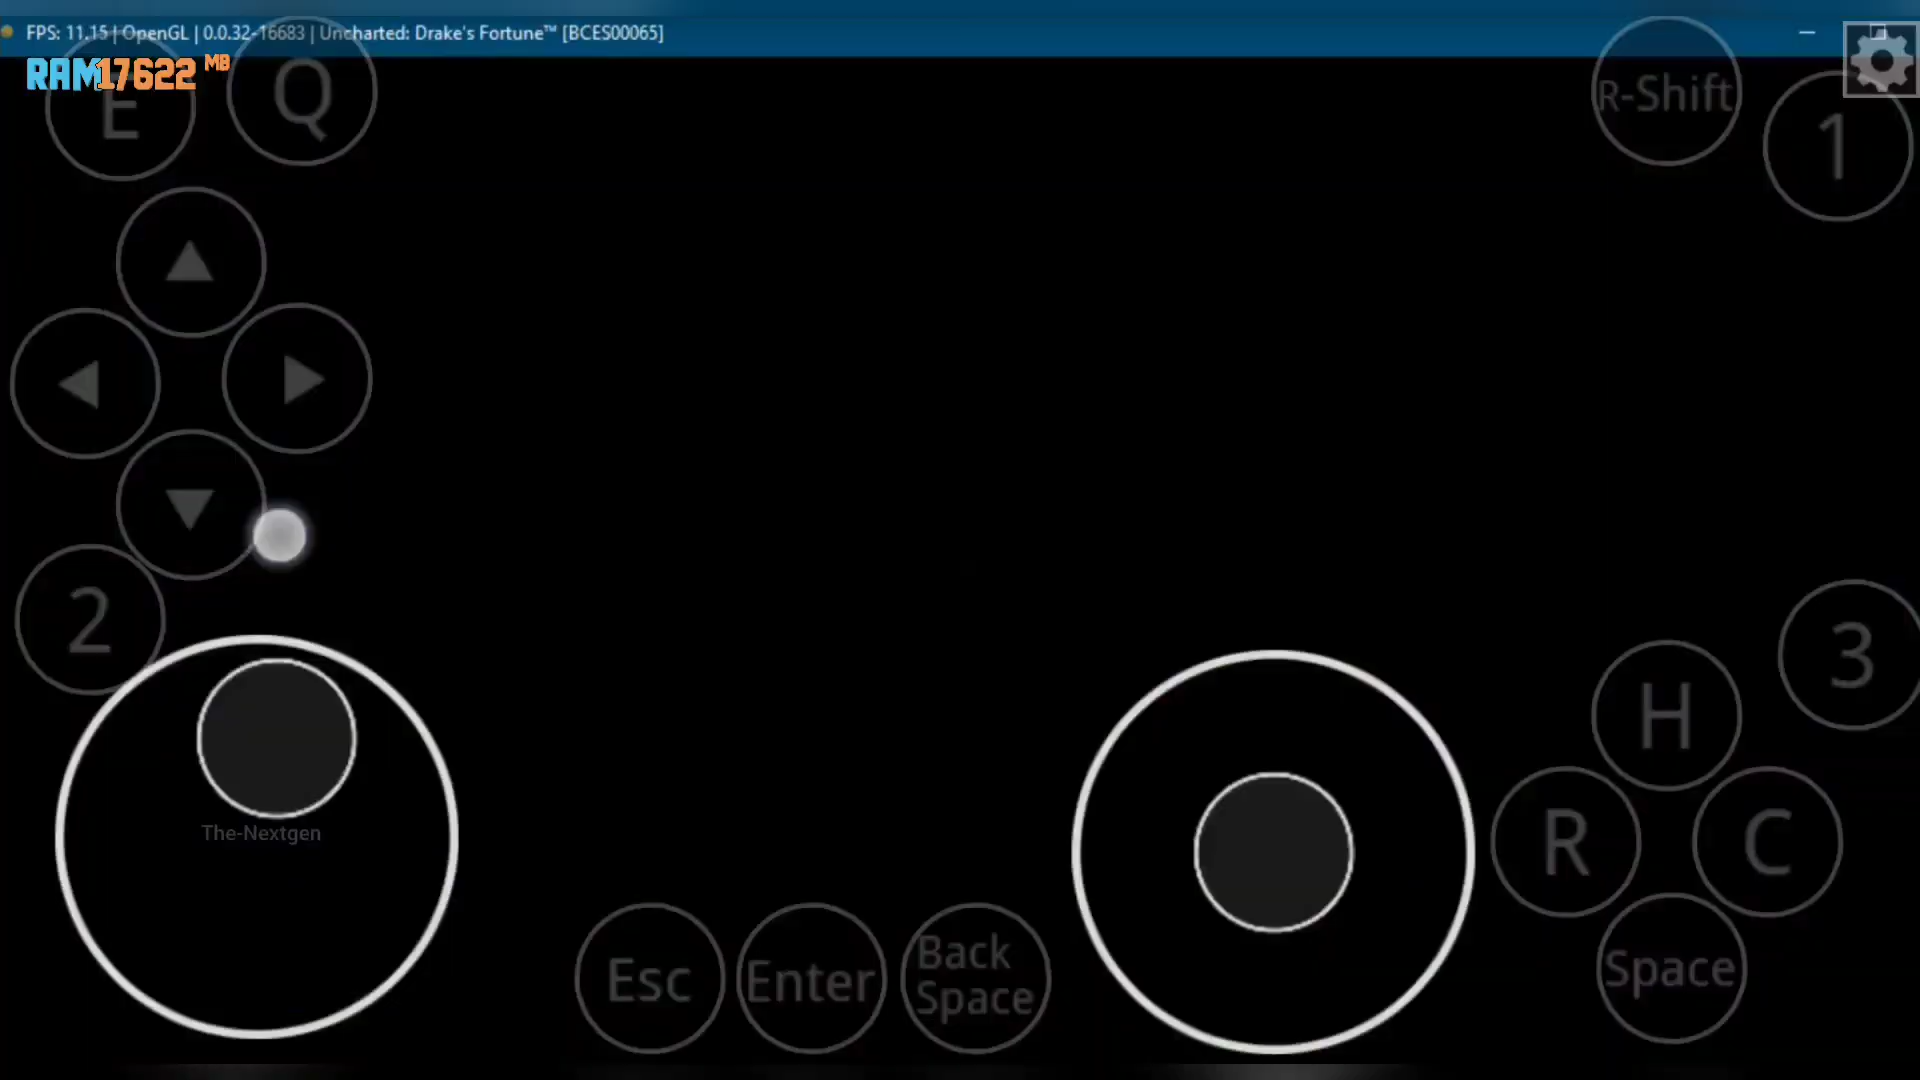 FPS: 11.15 | OpenGL | 0.0.32-16683 | Uncharted: Drake's Fortune™ [BCES00065]
RAM17622 MB
E
Q
R-Shift
1
2
3
The-Nextgen
H
R
C
Esc
Enter
Back
Space
Space